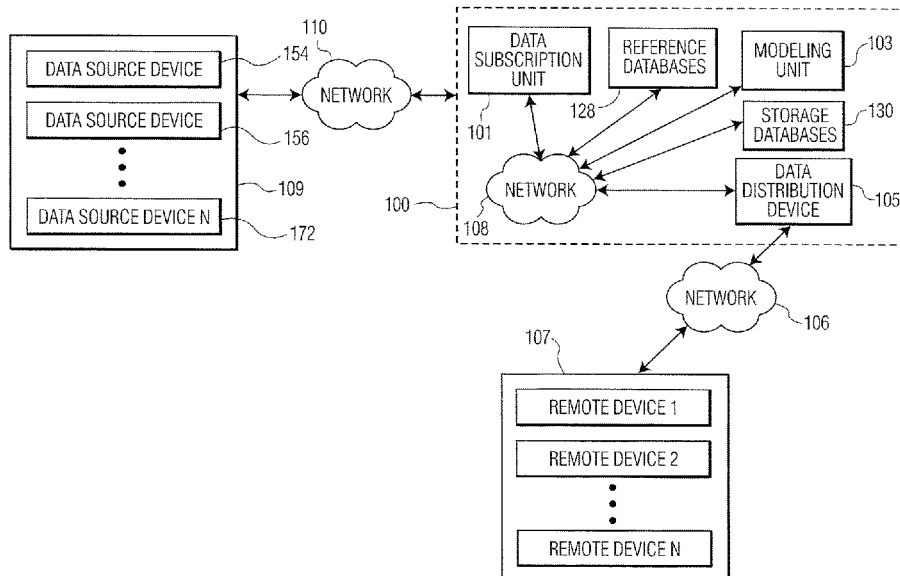 110
154
DATA SOURCE DEVICE
NETWORK
DATA
SUBSCRIPTION
UNIT
101
REFERENCE
DATABASES
128
MODELING
UNIT
103
DATA SOURCE DEVICE
156
STORAGE
DATABASES
130
109
NETWORK
108
100
DATA
DISTRIBUTION
DEVICE
105
DATA SOURCE DEVICE N
172
NETWORK
106
107
REMOTE DEVICE 1
REMOTE DEVICE 2
REMOTE DEVICE N